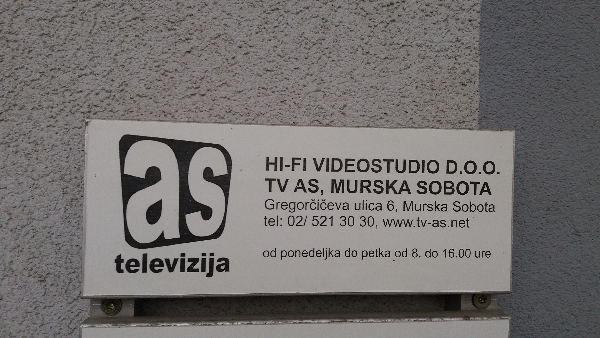 as
televizija
HI-FI VIDEOSTUDIO D.O.O.
TV AS, MURSKA SOBOTA
Gregorčičeva ulica 6, Murska Sobota
tel: 02/ 521 30 30, www.tv-as.net
od ponedeljka do petka od 8. do 16.00 ure